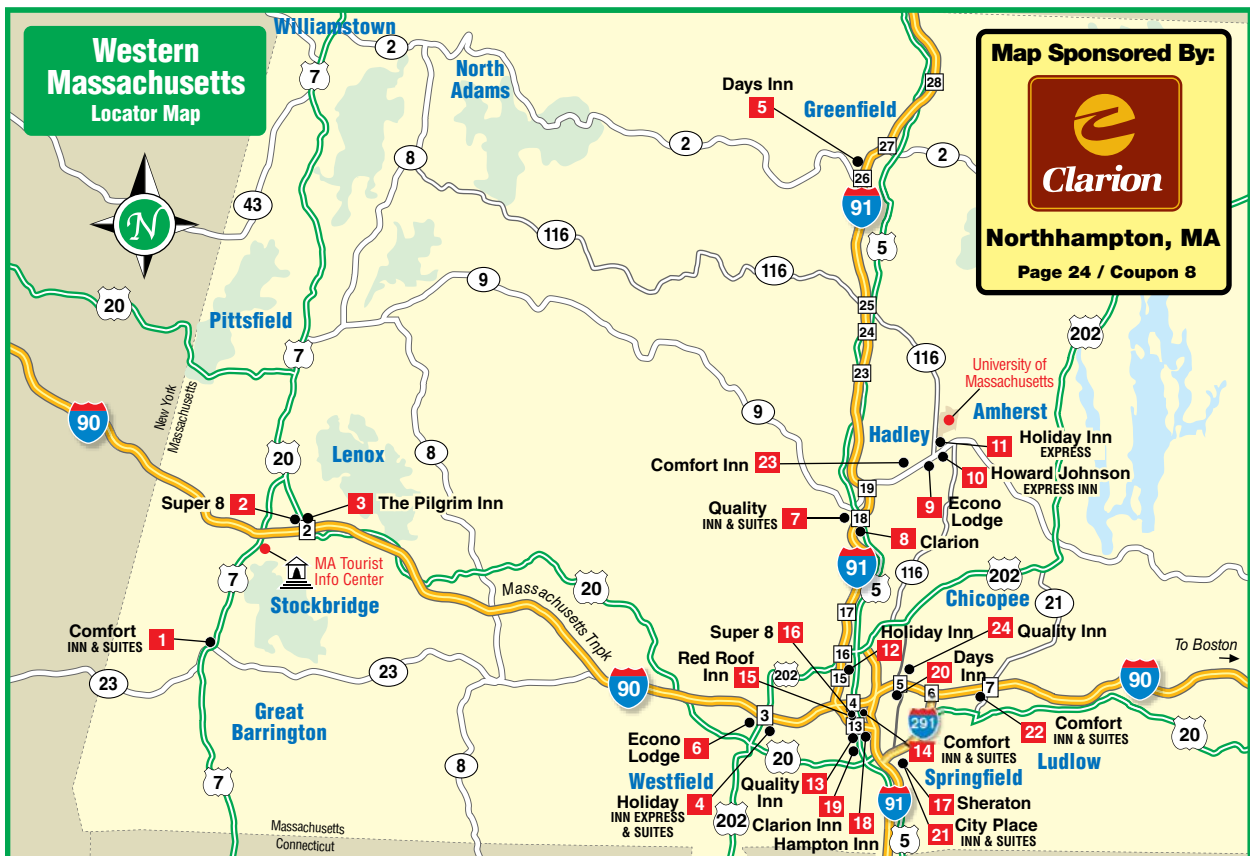 Western
Massachusetts
Locator Map
Map Sponsored By:
Clarion
Northhampton, MA
Page 24 / Coupon 8
Williamstown
2
7
North
Adams
8
43
N
2
Days Inn
5
Greenfield
28
27
2
26
91
5
116
116
9
20
Pittsfield
7
25
24
202
116
23
University of
Massachusetts
Amherst
New York
Massachusetts
90
9
Hadley
11
Holiday Inn
EXPRESS
20
Lenox
8
Comfort Inn
23
10
Howard Johnson
EXPRESS INN
19
9
Econo
Lodge
Super 8
2
3
The Pilgrim Inn
2
Quality
INN & SUITES
7
18
8
Clarion
MA Tourist
Info Center
7
Stockbridge
Massachusetts Tnpk
20
91
5
116
202
Chicopee
21
17
Comfort
INN & SUITES
1
Super 8
16
Holiday Inn
12
24
Quality Inn
16
Red Roof
Inn
15
202
15
20
Days
Inn
To Boston
23
23
90
5
6
7
90
Great
Barrington
3
4
13
291
22
Comfort
INN & SUITES
20
Econo
Lodge
6
14
Comfort
INN & SUITES
Ludlow
20
7
8
Westfield
Quality
Inn
13
Springfield
Holiday
INN EXPRESS
& SUITES
4
19
18
91
17
Sheraton
202
Clarion Inn
Hampton Inn
21
City Place
INN & SUITES
5
Massachusetts
Connecticut